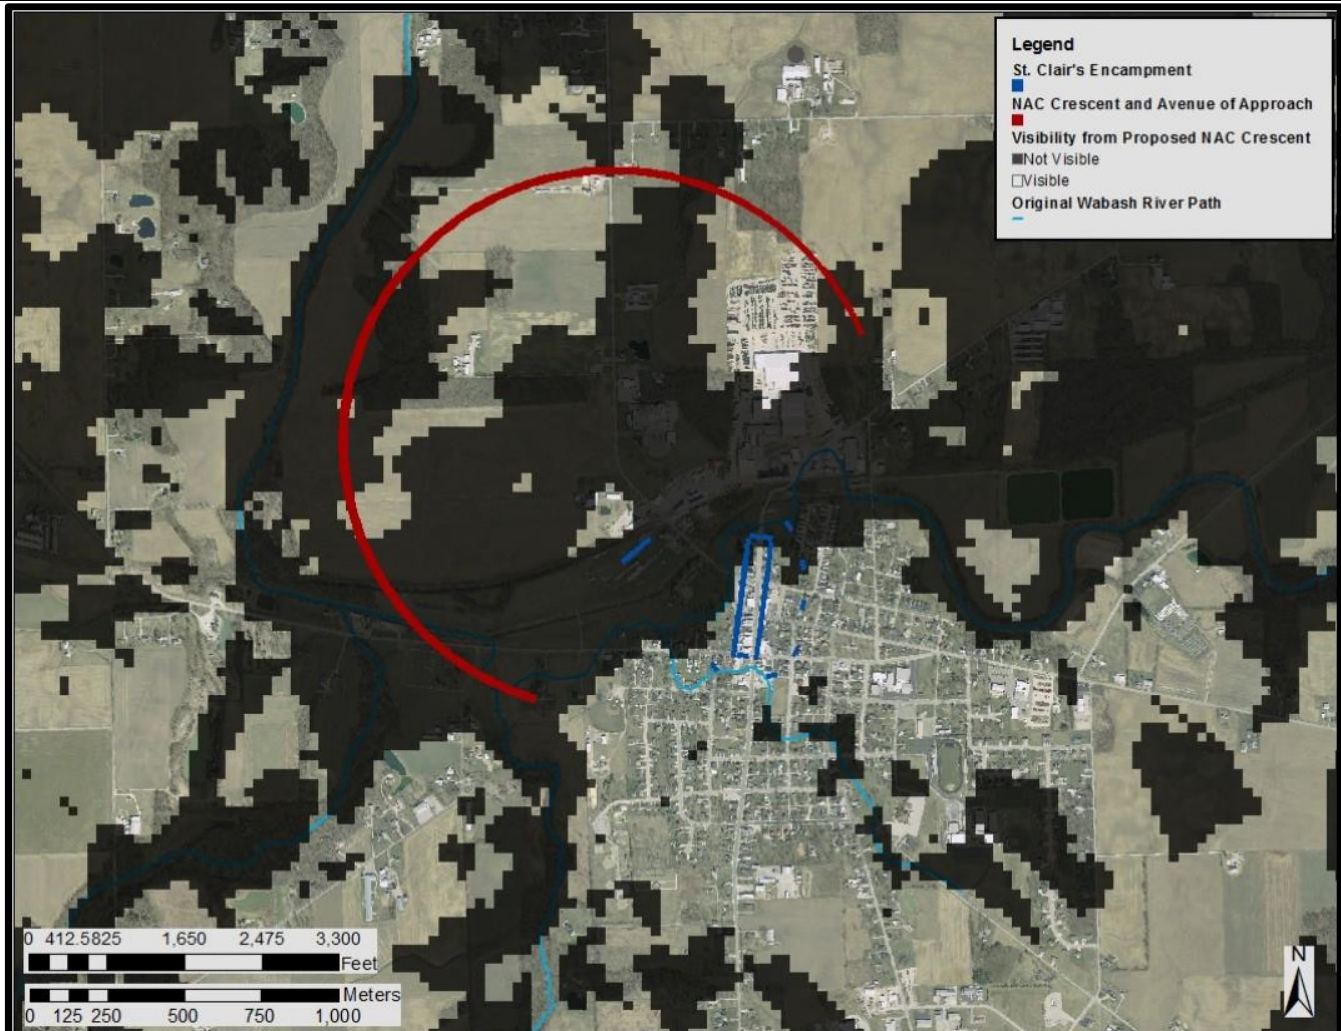 Legend
St. Clair's Encampment
NAC Crescent and Avenue of Approach
Visibility from Proposed NAC Crescent
Not Visible
Visible
Original Wabash River Path
0 412.5825 1,650 2,475 3,300
Feet
Meters
0 125 250 500 750 1,000
N